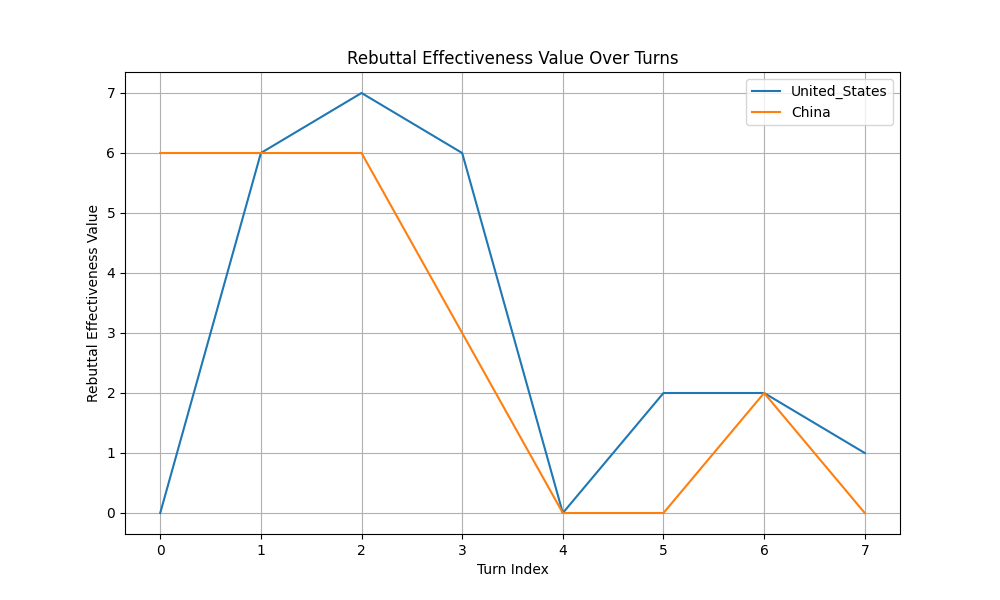 Rebuttal Effectiveness Value Over Turns
United_States
China
7
6
5
4
3
2
1
0
Rebuttal Effectiveness Value
0 1 2 3 4 5 6 7
Turn Index